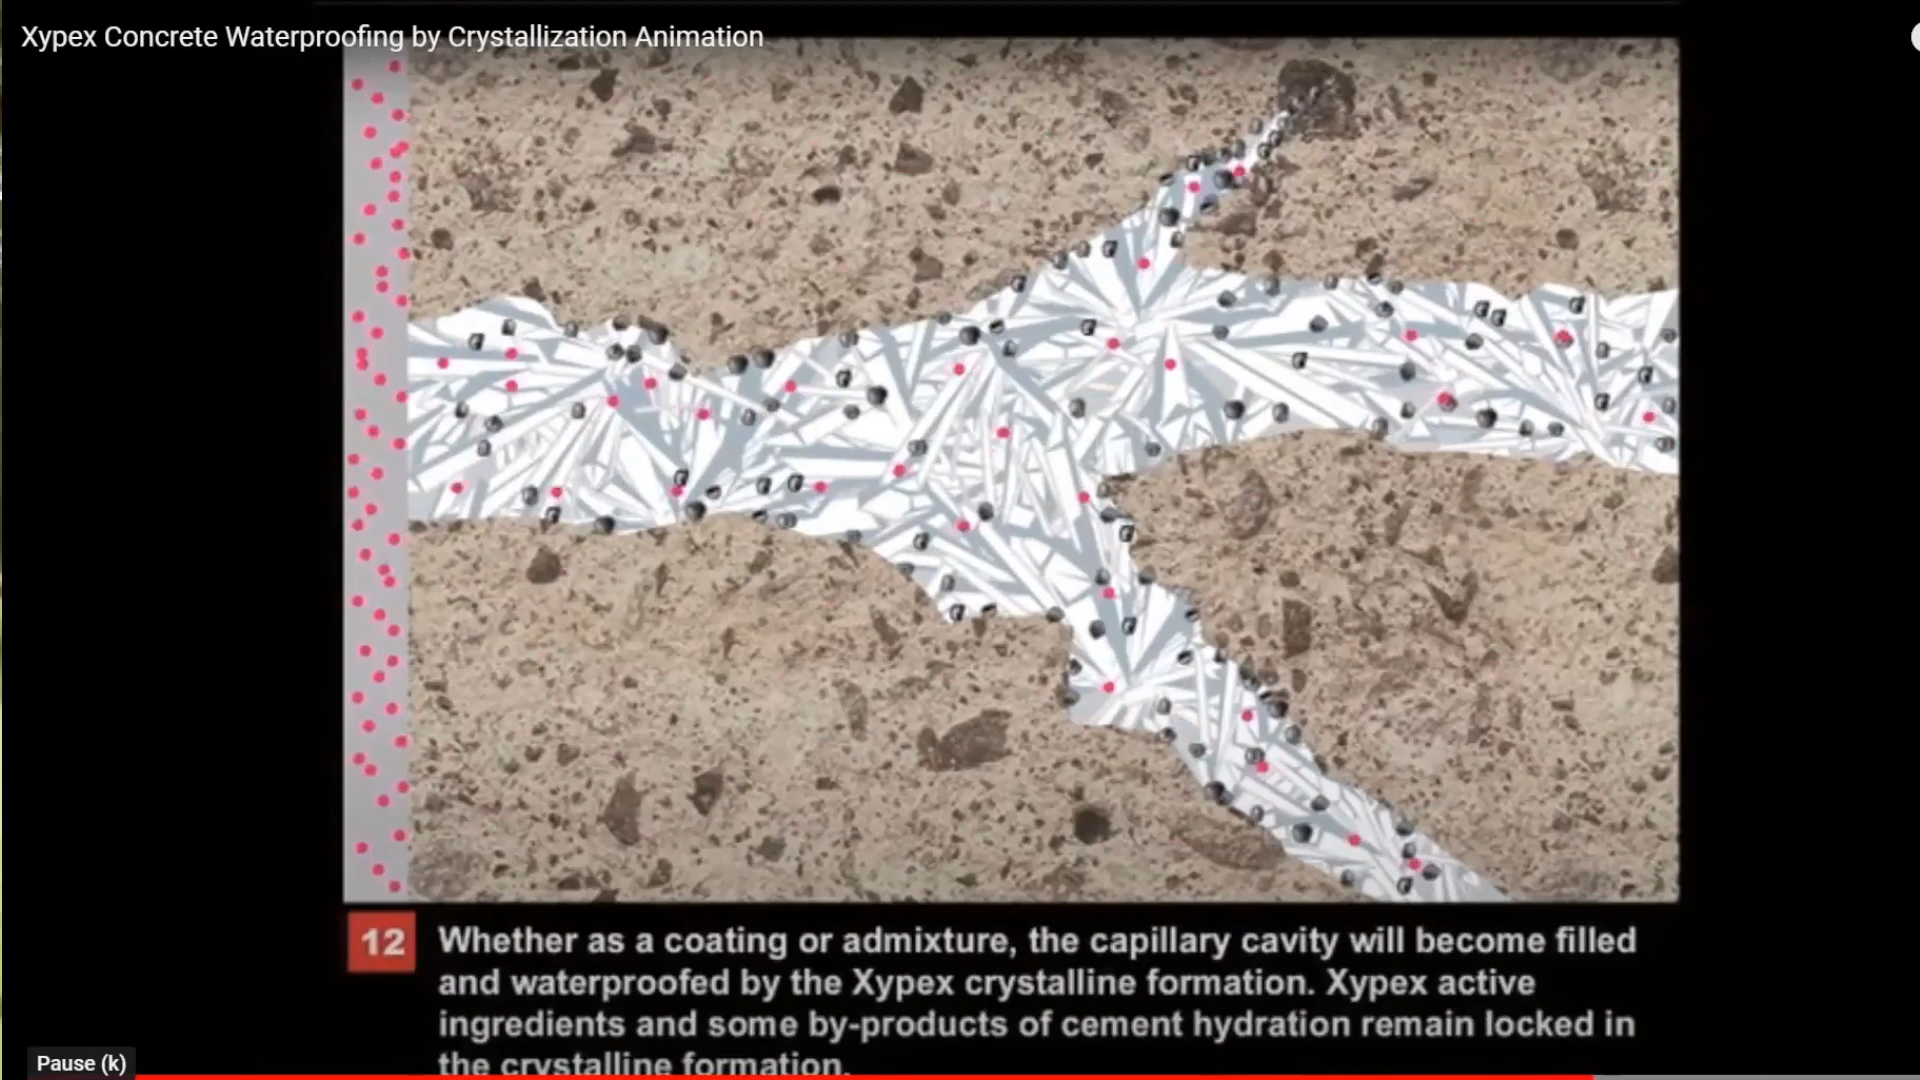 Xypex Concrete Waterproofing by Crystallization Animation
12
Whether as a coating or admixture, the capillary cavity will become filled
and waterproofed by the Xypex crystalline formation. Xypex active
ingredients and some by-products of cement hydration remain locked in
the crystalline formation.
Pause (k)